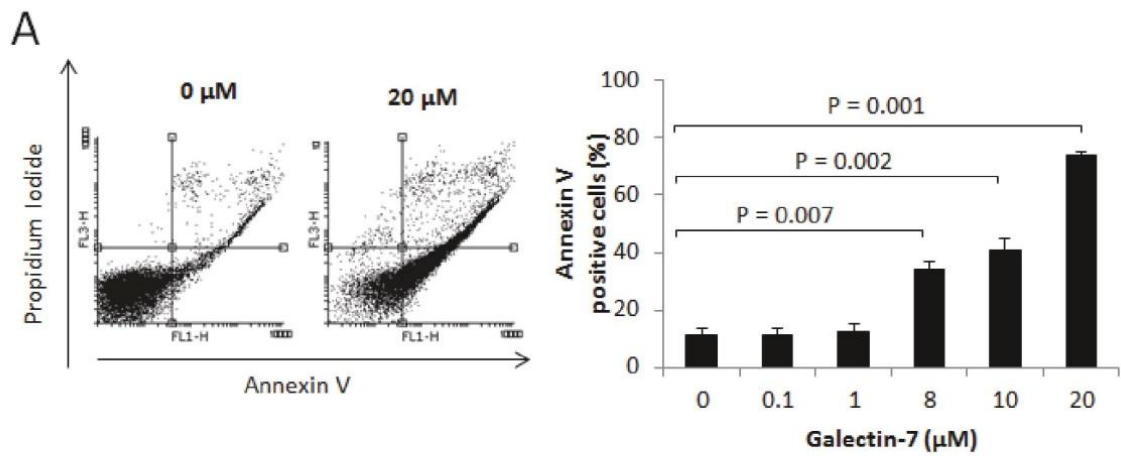 A
0 µM
20 µM
Propidium Iodide
FL3-H
FL1-H
FL3-H
FL1-H
Annexin V
Annexin V
positive cells (%)
100
80
60
40
20
0
P = 0.001
P = 0.002
P = 0.007
0 0.1 1 8 10 20
Galectin-7 (µM)